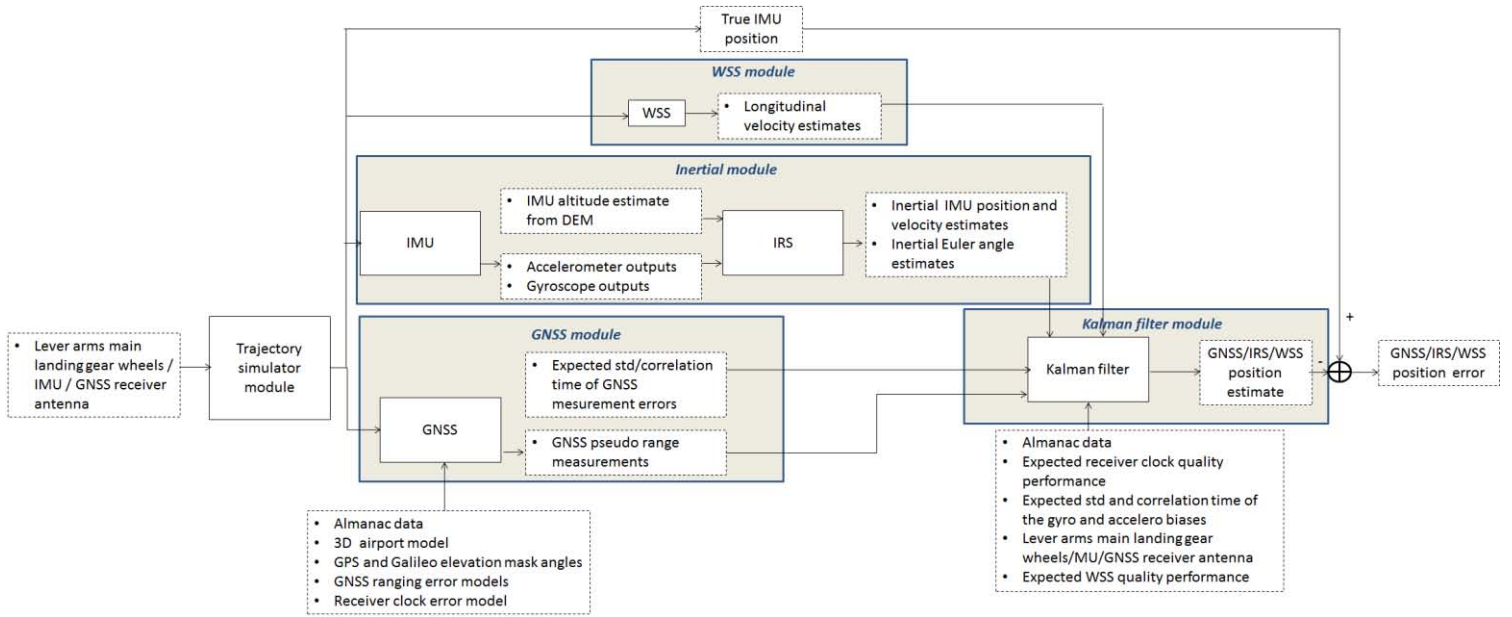 True IMU
position
WSS module
WSS
• Longitudinal
velocity estimates
Inertial module
IMU
• IMU altitude estimate
from DEM
• Accelerometer outputs
• Gyroscope outputs
IRS
• Inertial IMU position and
velocity estimates
• Inertial Euler angle
estimates
• Lever arms main
landing gear wheels /
IMU / GNSS receiver
antenna
Trajectory
simulator
module
GNSS module
• Expected std/correlation
time of GNSS
mesurement errors
GNSS
• GNSS pseudo range
measurements
• Almanac data
• 3D airport model
• GPS and Galileo elevation mask angles
• GNSS ranging error models
• Receiver clock error model
Kalman filter module
Kalman filter
GNSS/IRS/WSS
position
estimate
+
-
GNSS/IRS/WSS
position error
• Almanac data
• Expected receiver clock quality
performance
• Expected std and correlation time of
the gyro and accelero biases
• Lever arms main landing gear
wheels/MU/GNSS receiver antenna
• Expected WSS quality performance